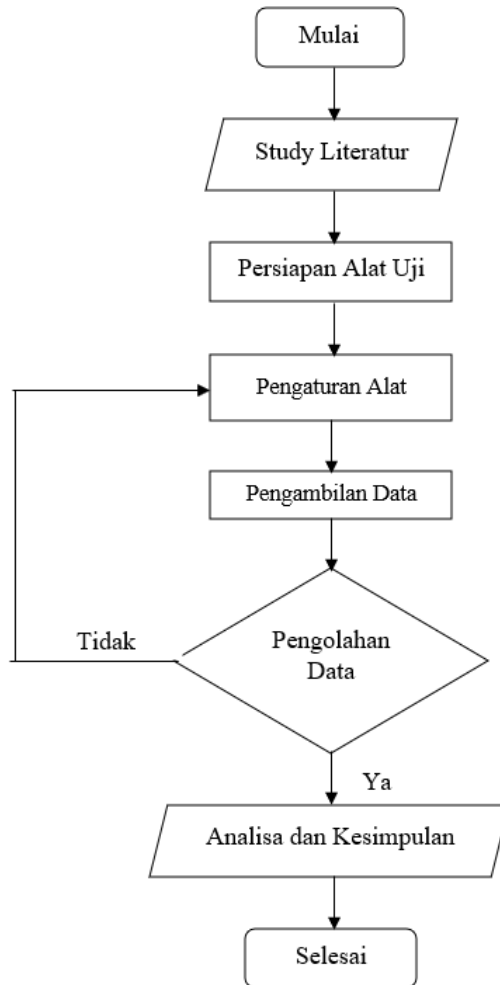 Mulai
Study Literatur
Persiapan Alat Uji
Pengaturan Alat
Pengambilan Data
Tidak
Pengolahan
Data
Ya
Analisa dan Kesimpulan
Selesai